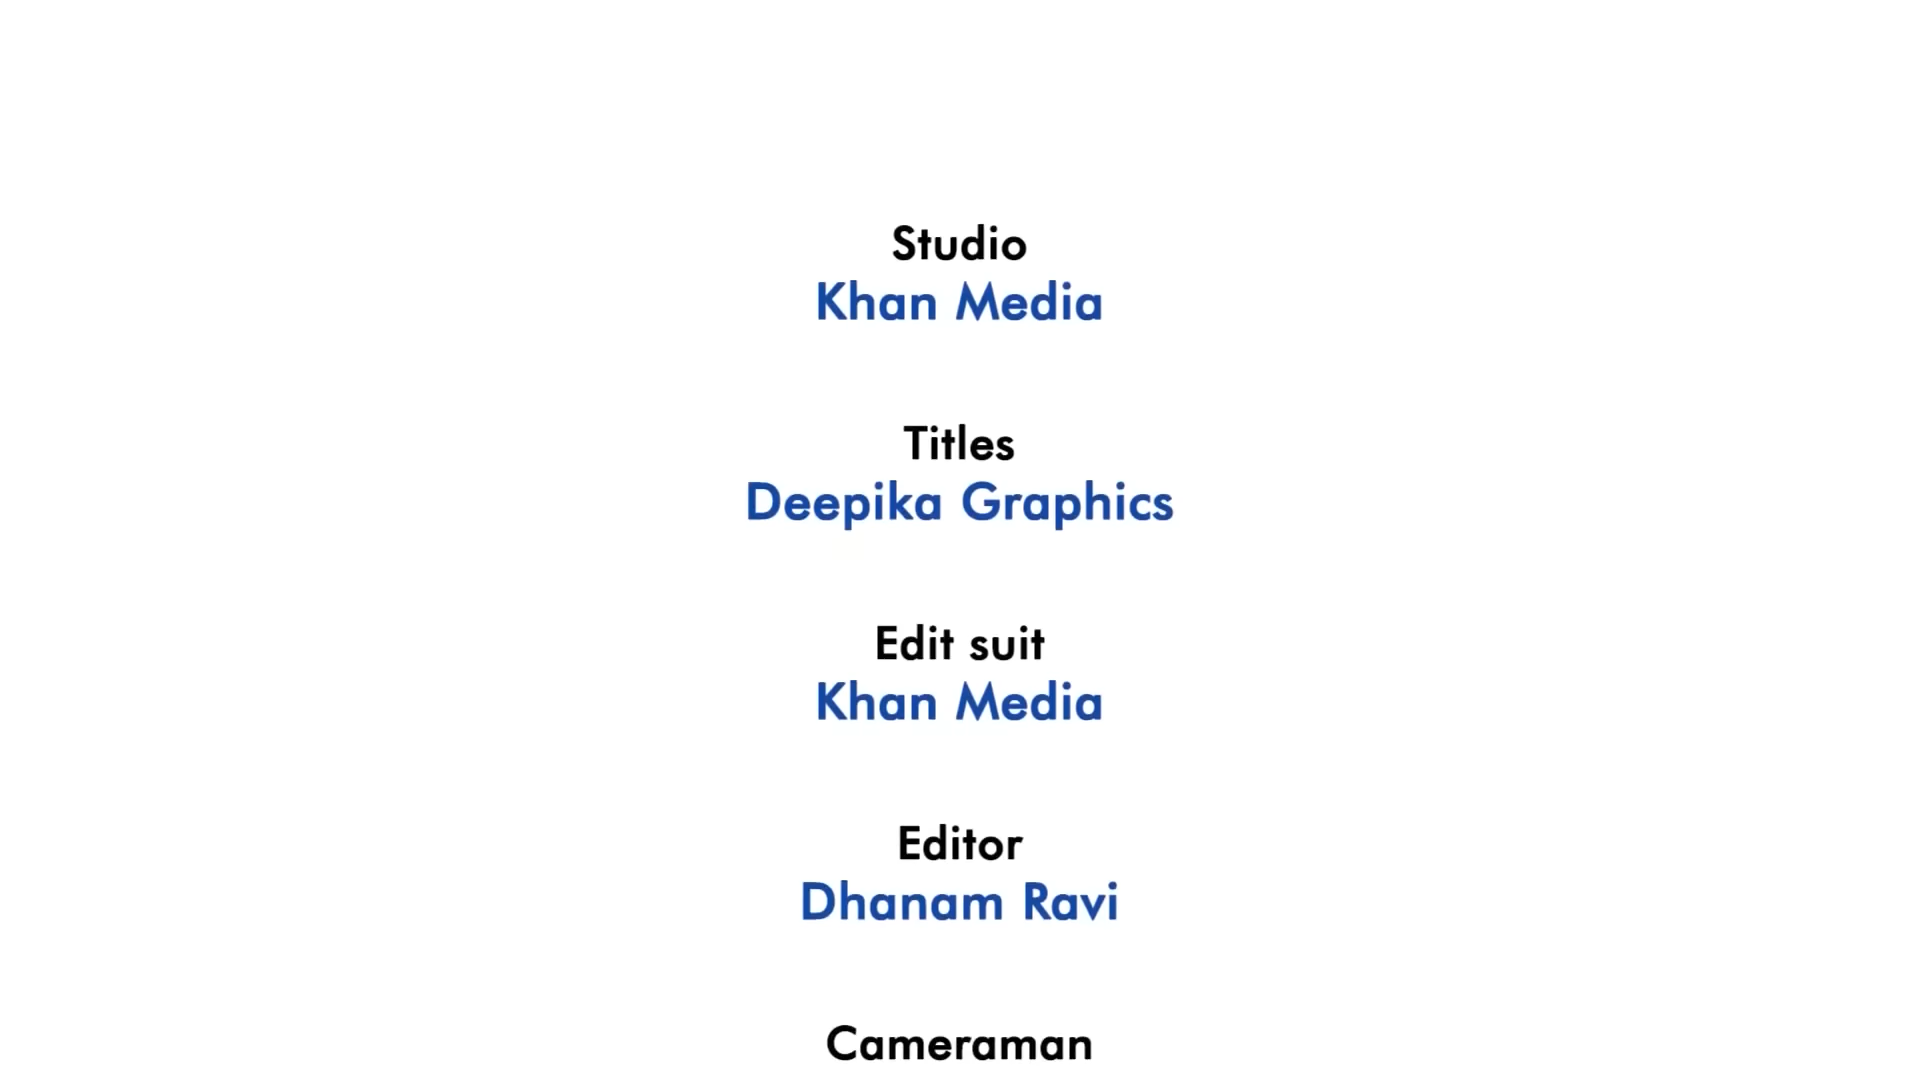 Studio
Khan Media
Titles
Deepika Graphics
Edit suit
Khan Media
Editor
Dhanam Ravi
Cameraman